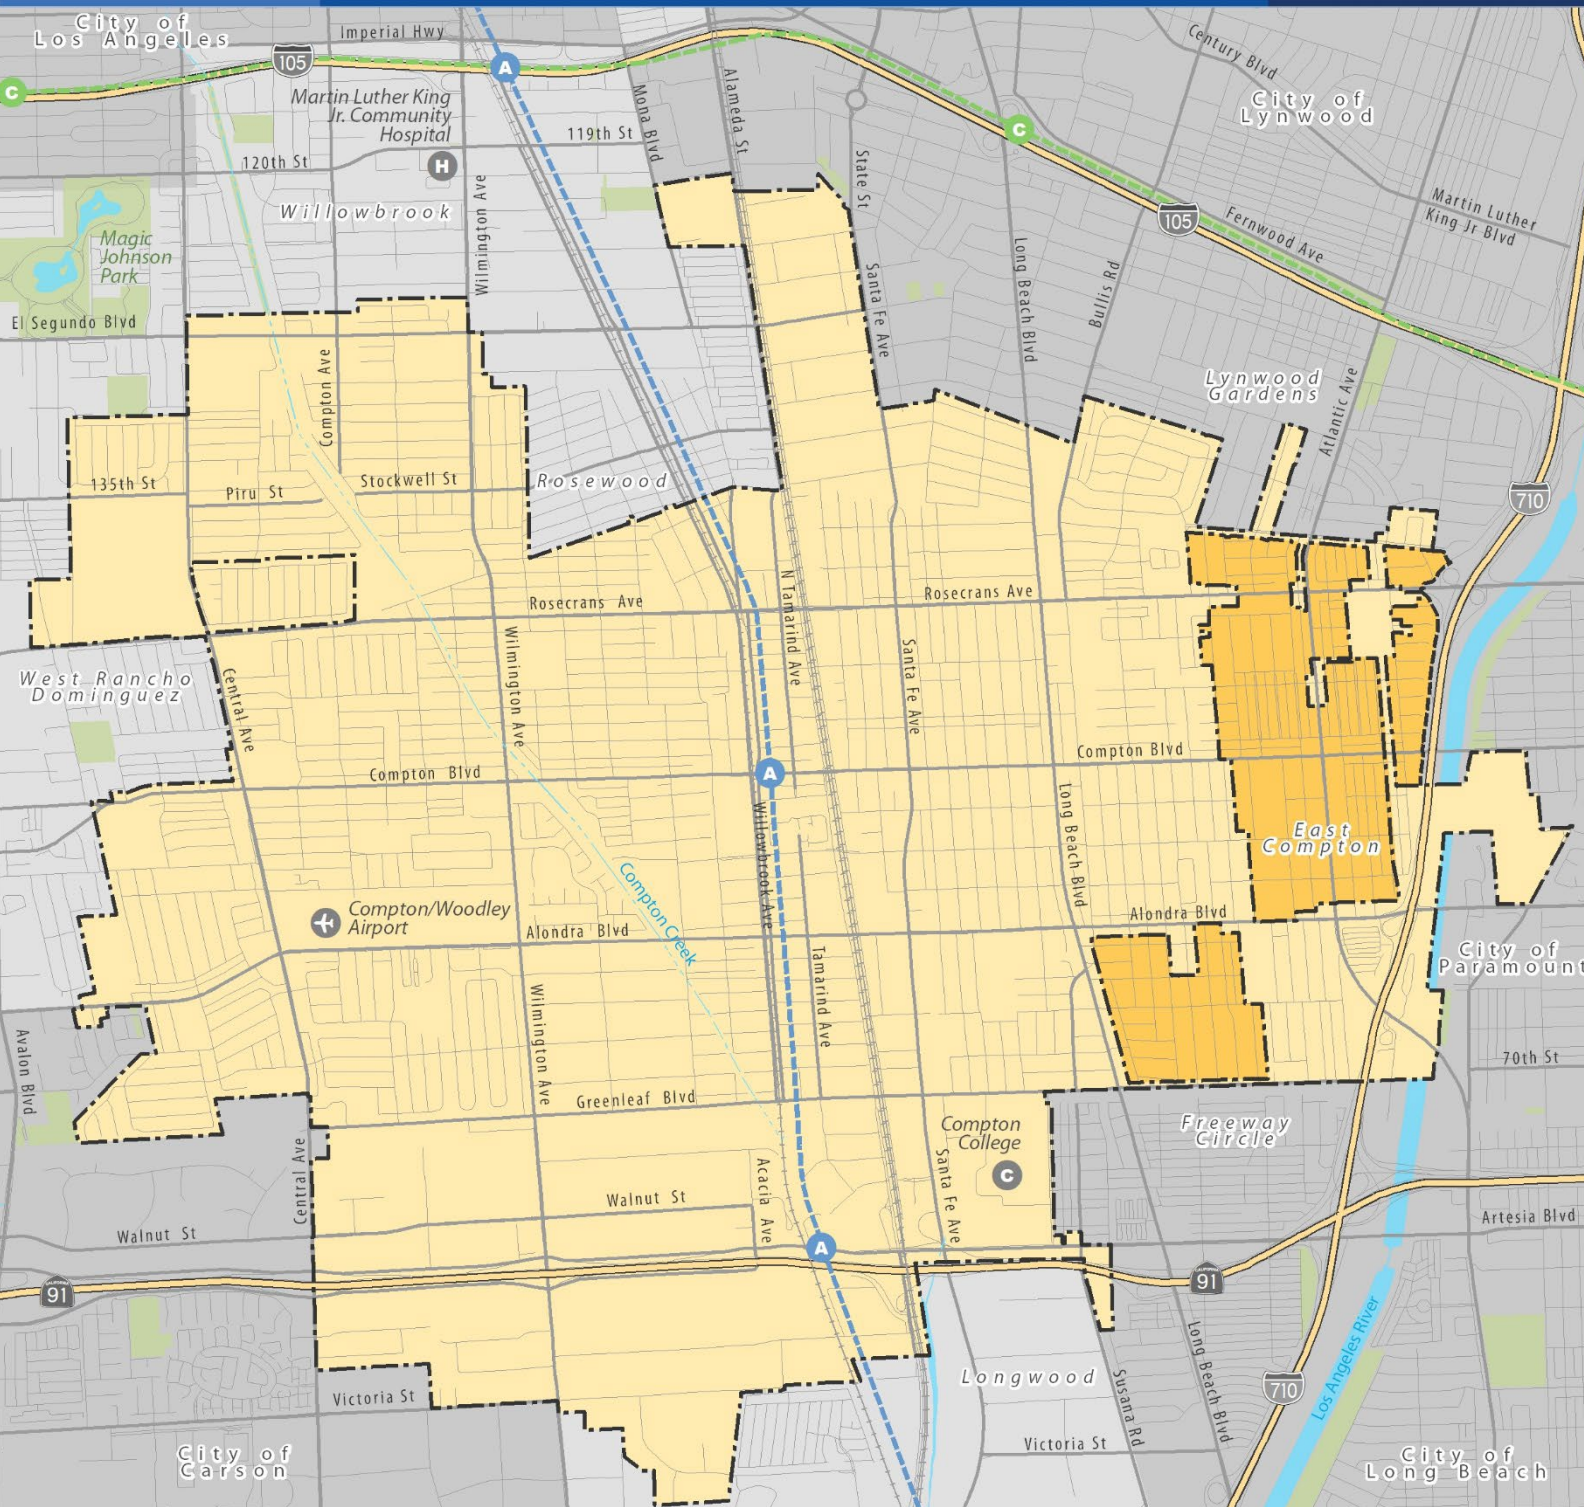 City of
Los Angeles
Imperial Hwy
105
A
C
Century Blvd
City of
Lynwood
Martin Luther King
Jr. Community
Hospital
H
119th St
120th St
Mona Blvd
Alameda St
C
State St
Willowbrook
Wilmington Ave
105
Fernwood Ave
Martin Luther
King Jr Blvd
Magic
Johnson
Park
El Segundo Blvd
Santa Fe Ave
Long Beach Blvd
Bullis Rd
Compton Ave
Lynwood
Gardens
Atlantic Ave
135th St
Piru St
Stockwell St
Rosewood
710
Rosecrans Ave
N Tamarind Ave
Rosecrans Ave
West Rancho
Dominguez
Central Ave
Wilmington Ave
Santa Fe Ave
Compton Blvd
A
Compton Blvd
Willowbrook Ave
Long Beach Blvd
East
Compton
Compton Creek
Compton/Woodley
Airport
Alondra Blvd
Alondra Blvd
City of
Paramount
Tamarind Ave
Wilmington Ave
Avalon Blvd
70th St
Greenleaf Blvd
Compton
College
C
Freeway
Circle
Central Ave
Acacia Ave
Santa Fe Ave
Walnut St
Walnut St
A
Artesia Blvd
91
91
Long Beach Blvd
Los Angeles River
Longwood
Susana Rd
710
Victoria St
Victoria St
City of
Carson
City of
Long Beach
CALIFORNIA
CALIFORNIA